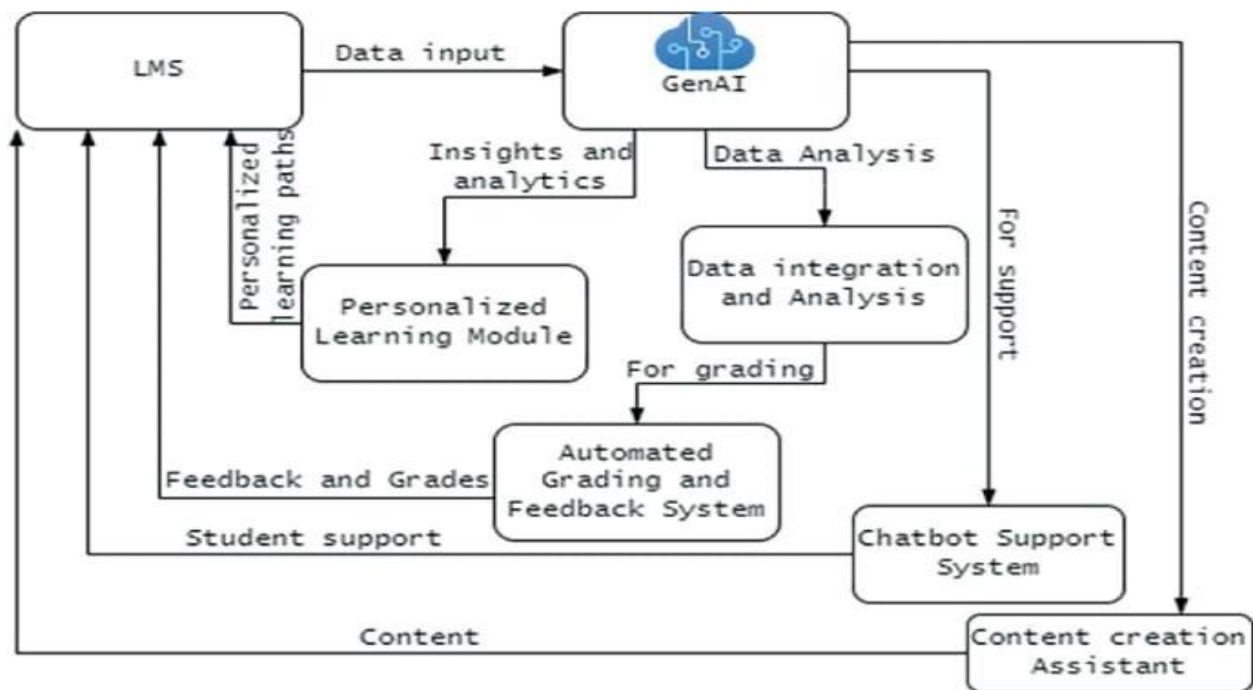 LMS
Data input
GenAI
Personalized
learning paths
Insights and
analytics
Data Analysis
For support
Content creation
Personalized
Learning Module
Data integration
and Analysis
For grading
Automated
Grading and
Feedback System
Feedback and Grades
Student support
Chatbot Support
System
Content
Content creation
Assistant